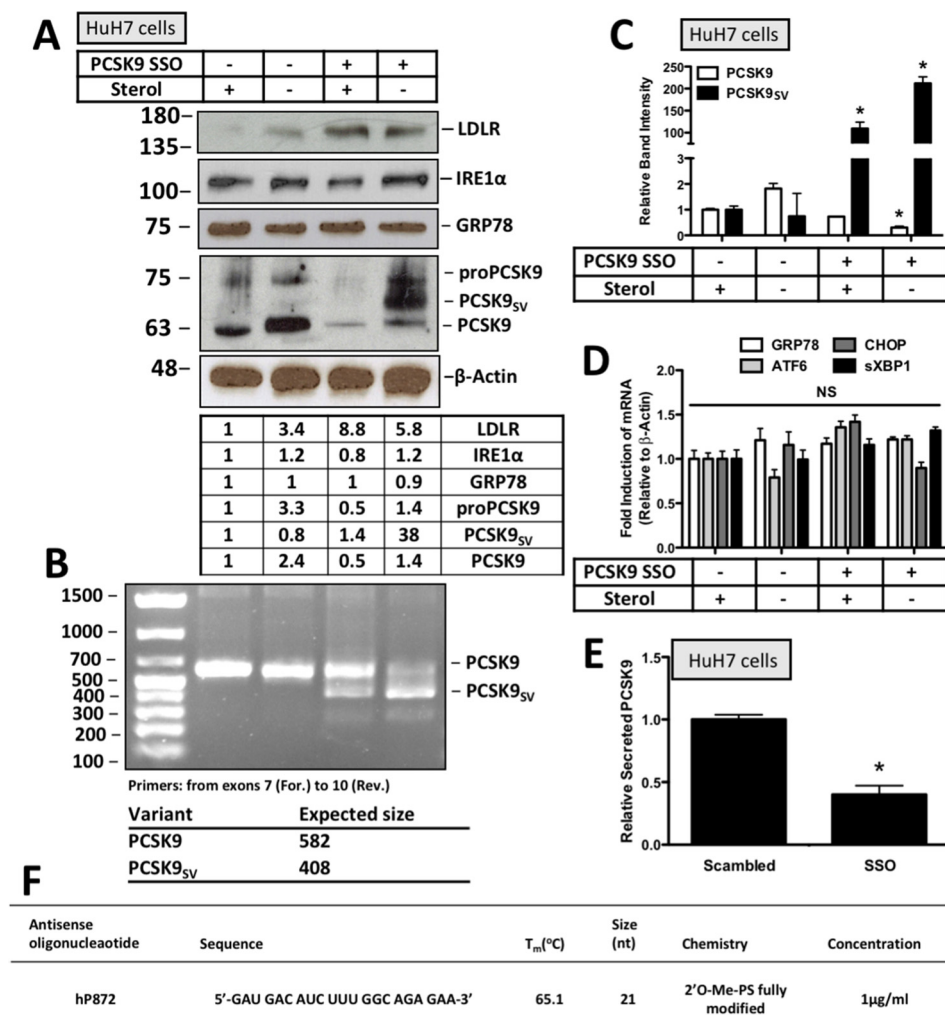 A
HuH7 cells
PCSK9 SSO - - + +
Sterol + - + -
180–
135–
– LDLR
100–
– IRE1α
75 –
– GRP78
75 –
63 –
– proPCSK9
– PCSK9SV
– PCSK9
48–
–β-Actin
1 3.4 8.8 5.8 LDLR
1 1.2 0.8 1.2 IRE1α
1 1 1 0.9 GRP78
1 3.3 0.5 1.4 proPCSK9
1 0.8 1.4 38 PCSK9SV
1 2.4 0.5 1.4 PCSK9
B
1500 –
1000 –
700 –
500 –
400 –
300 –
200 –
100 –
– PCSK9
– PCSK9SV
Primers: from exons 7 (For.) to 10 (Rev.)
Variant Expected size
PCSK9 582
PCSK9SV 408
C
HuH7 cells
Relative Band Intensity
250
200
150
100
3
2
1
0
PCSK9
PCSK9SV
* * *
PCSK9 SSO - - + +
Sterol + - + -
D
GRP78 CHOP
ATF6 sXBP1
Fold Induction of mRNA
(Relative to β-Actin)
2.0
1.5
1.0
0.5
0.0
NS
PCSK9 SSO - - + +
Sterol + - + -
E
HuH7 cells
Relative Secreted PCSK9
1.5
1.0
0.5
0.0
*
Scambled SSO
F
Antisense
oligonucleaotide
Sequence
Tm(°C)
Size
(nt)
Chemistry
Concentration
hP872
5’-GAU GAC AUC UUU GGC AGA GAA-3’
65.1
21
2’O-Me-PS fully
modified
1μg/ml